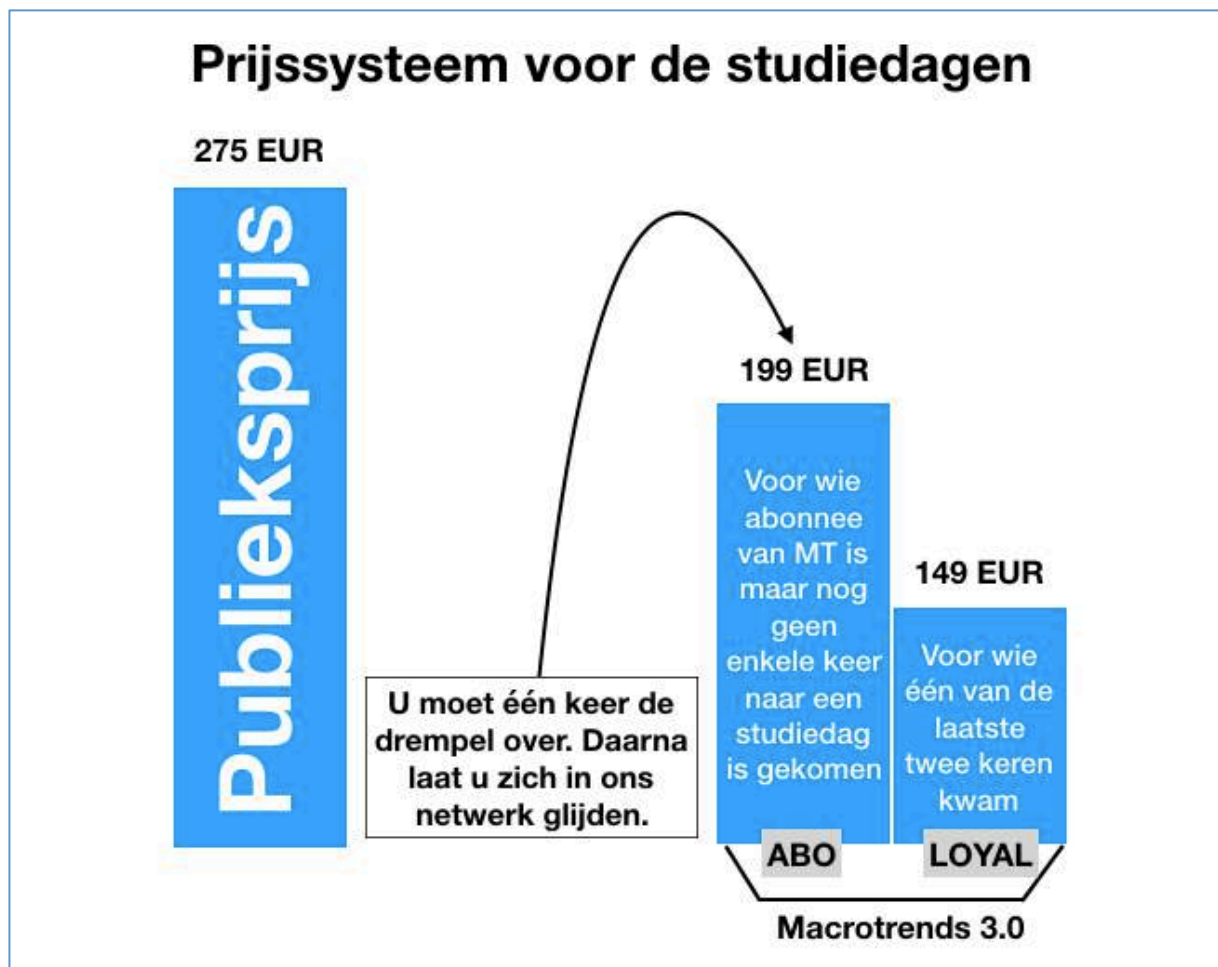 Prijssysteem voor de studiedagen
275 EUR
Publieksprijs
U moet één keer de
drempel over. Daarna
laat u zich in ons
netwerk glijden.
199 EUR
Voor wie
abonnee
van MT is
maar nog
geen
enkele keer
naar een
studiedag
is gekomen
ABO
149 EUR
Voor wie
één van de
laatste
twee keren
kwam
LOYAL
Macrotrends 3.0